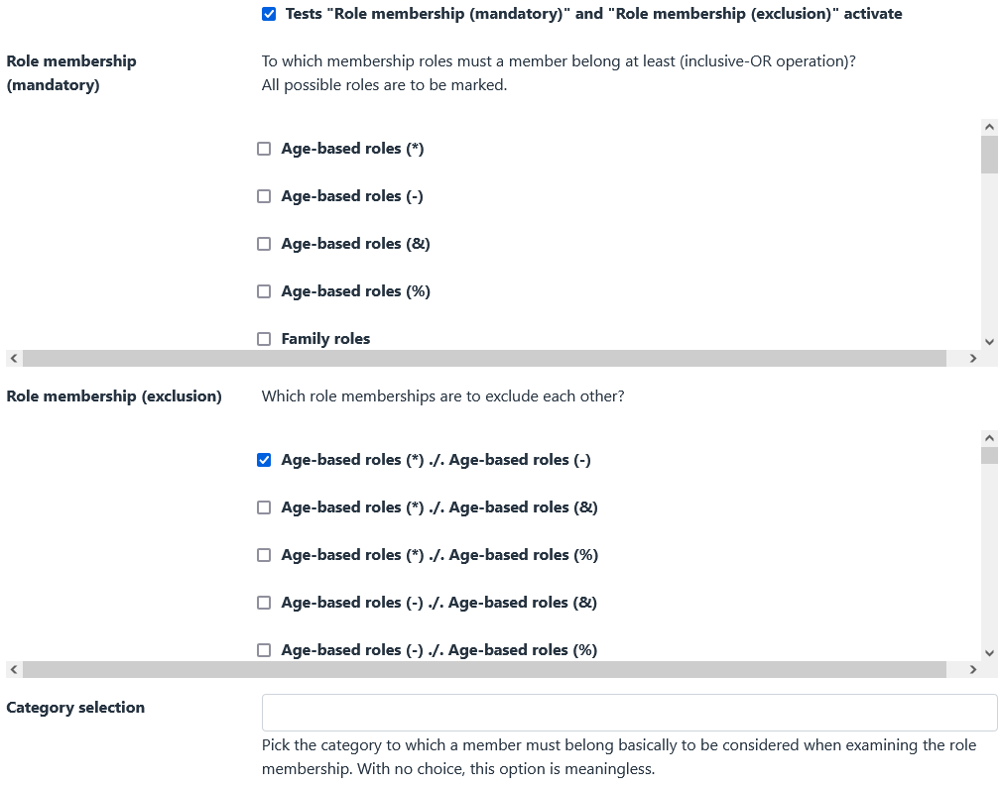 Tests "Role membership (mandatory)" and "Role membership (exclusion)" activate
Role membership
(mandatory)
To which membership roles must a member belong at least (inclusive-OR operation)?
All possible roles are to be marked.
Age-based roles (*)
Age-based roles (-)
Age-based roles (&)
Age-based roles (%)
Family roles
Role membership (exclusion)
Which role memberships are to exclude each other?
Age-based roles (*) ./. Age-based roles (-)
Age-based roles (*) ./. Age-based roles (&)
Age-based roles (*) ./. Age-based roles (%)
Age-based roles (-) ./. Age-based roles (&)
Age-based roles (-) ./. Age-based roles (%)
Category selection
Pick the category to which a member must belong basically to be considered when examining the role
membership. With no choice, this option is meaningless.